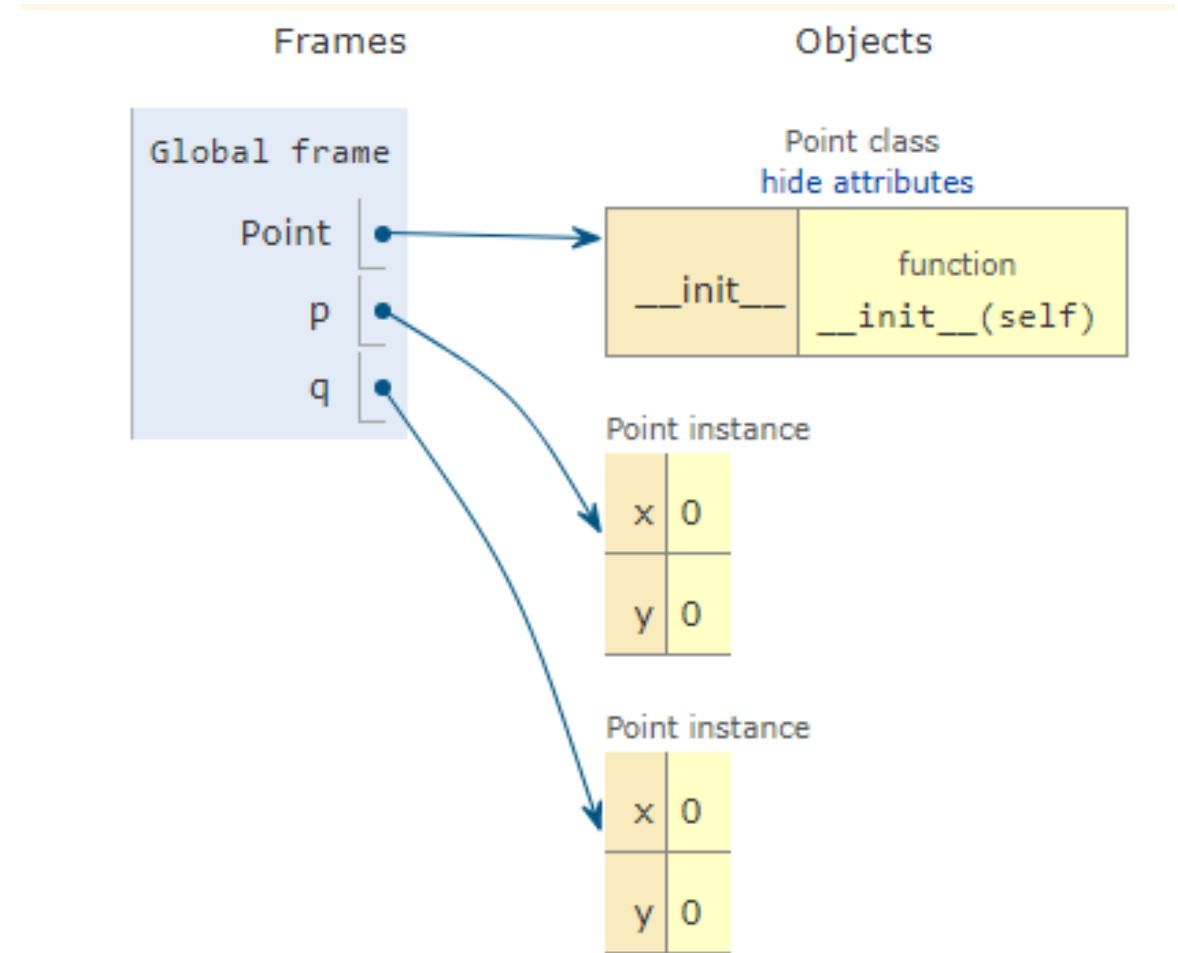 Frames Objects
Global frame
Point
p
q
Point class
hide attributes
__init__ function
__init__(self)
Point instance
x 0
y 0
Point instance
x 0
y 0